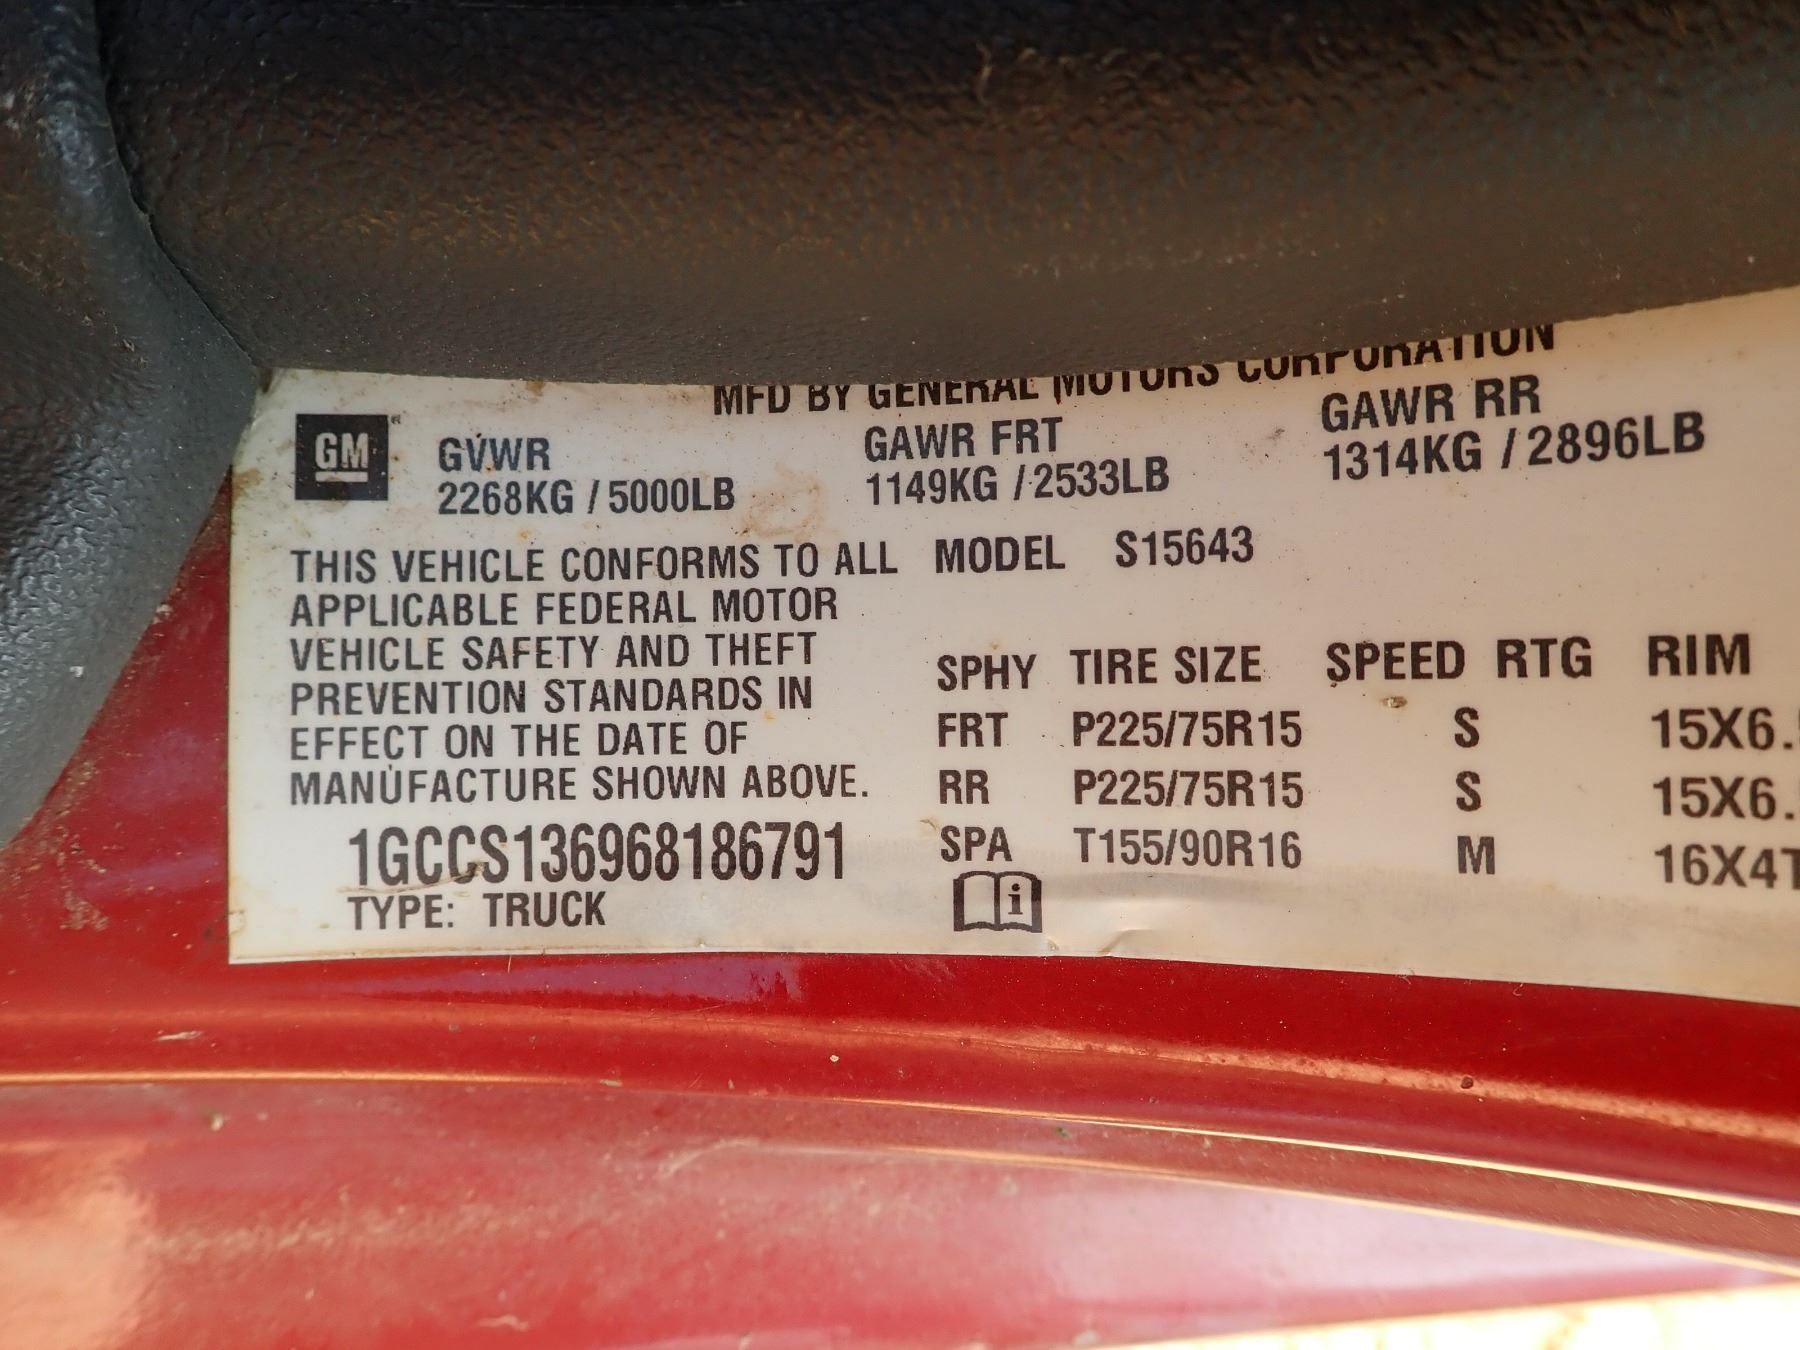 MFD BY GENERAL MOTORS CORPORATION
GM
GVWR GAWR FRT GAWR RR
2268KG / 5000LB 1149KG / 2533LB 1314KG / 2896LB
THIS VEHICLE CONFORMS TO ALL
APPLICABLE FEDERAL MOTOR
VEHICLE SAFETY AND THEFT
PREVENTION STANDARDS IN
EFFECT ON THE DATE OF
MANUFACTURE SHOWN ABOVE.
1GCCS136968186791
TYPE: TRUCK
MODEL S15643
SPHY TIRE SIZE SPEED RTG RIM
FRT P225/75R15 S 15X6.
RR P225/75R15 S 15X6.
SPA T155/90R16 M 16X4T
i